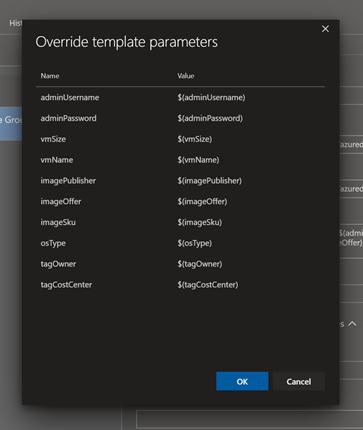 Hist
Override template parameters
Name Value
adminUsername $(adminUsername)
adminPassword $(adminPassword)
vmSize $(vmSize)
vmName $(vmName)
imagePublisher $(imagePublisher)
imageOffer $(imageOffer)
imageSku $(imageSku)
osType $(osType)
tagOwner $(tagOwner)
tagCostCenter $(tagCostCenter)
OK Cancel
e Grou
azured
azured
$(admi
eOffer)
es